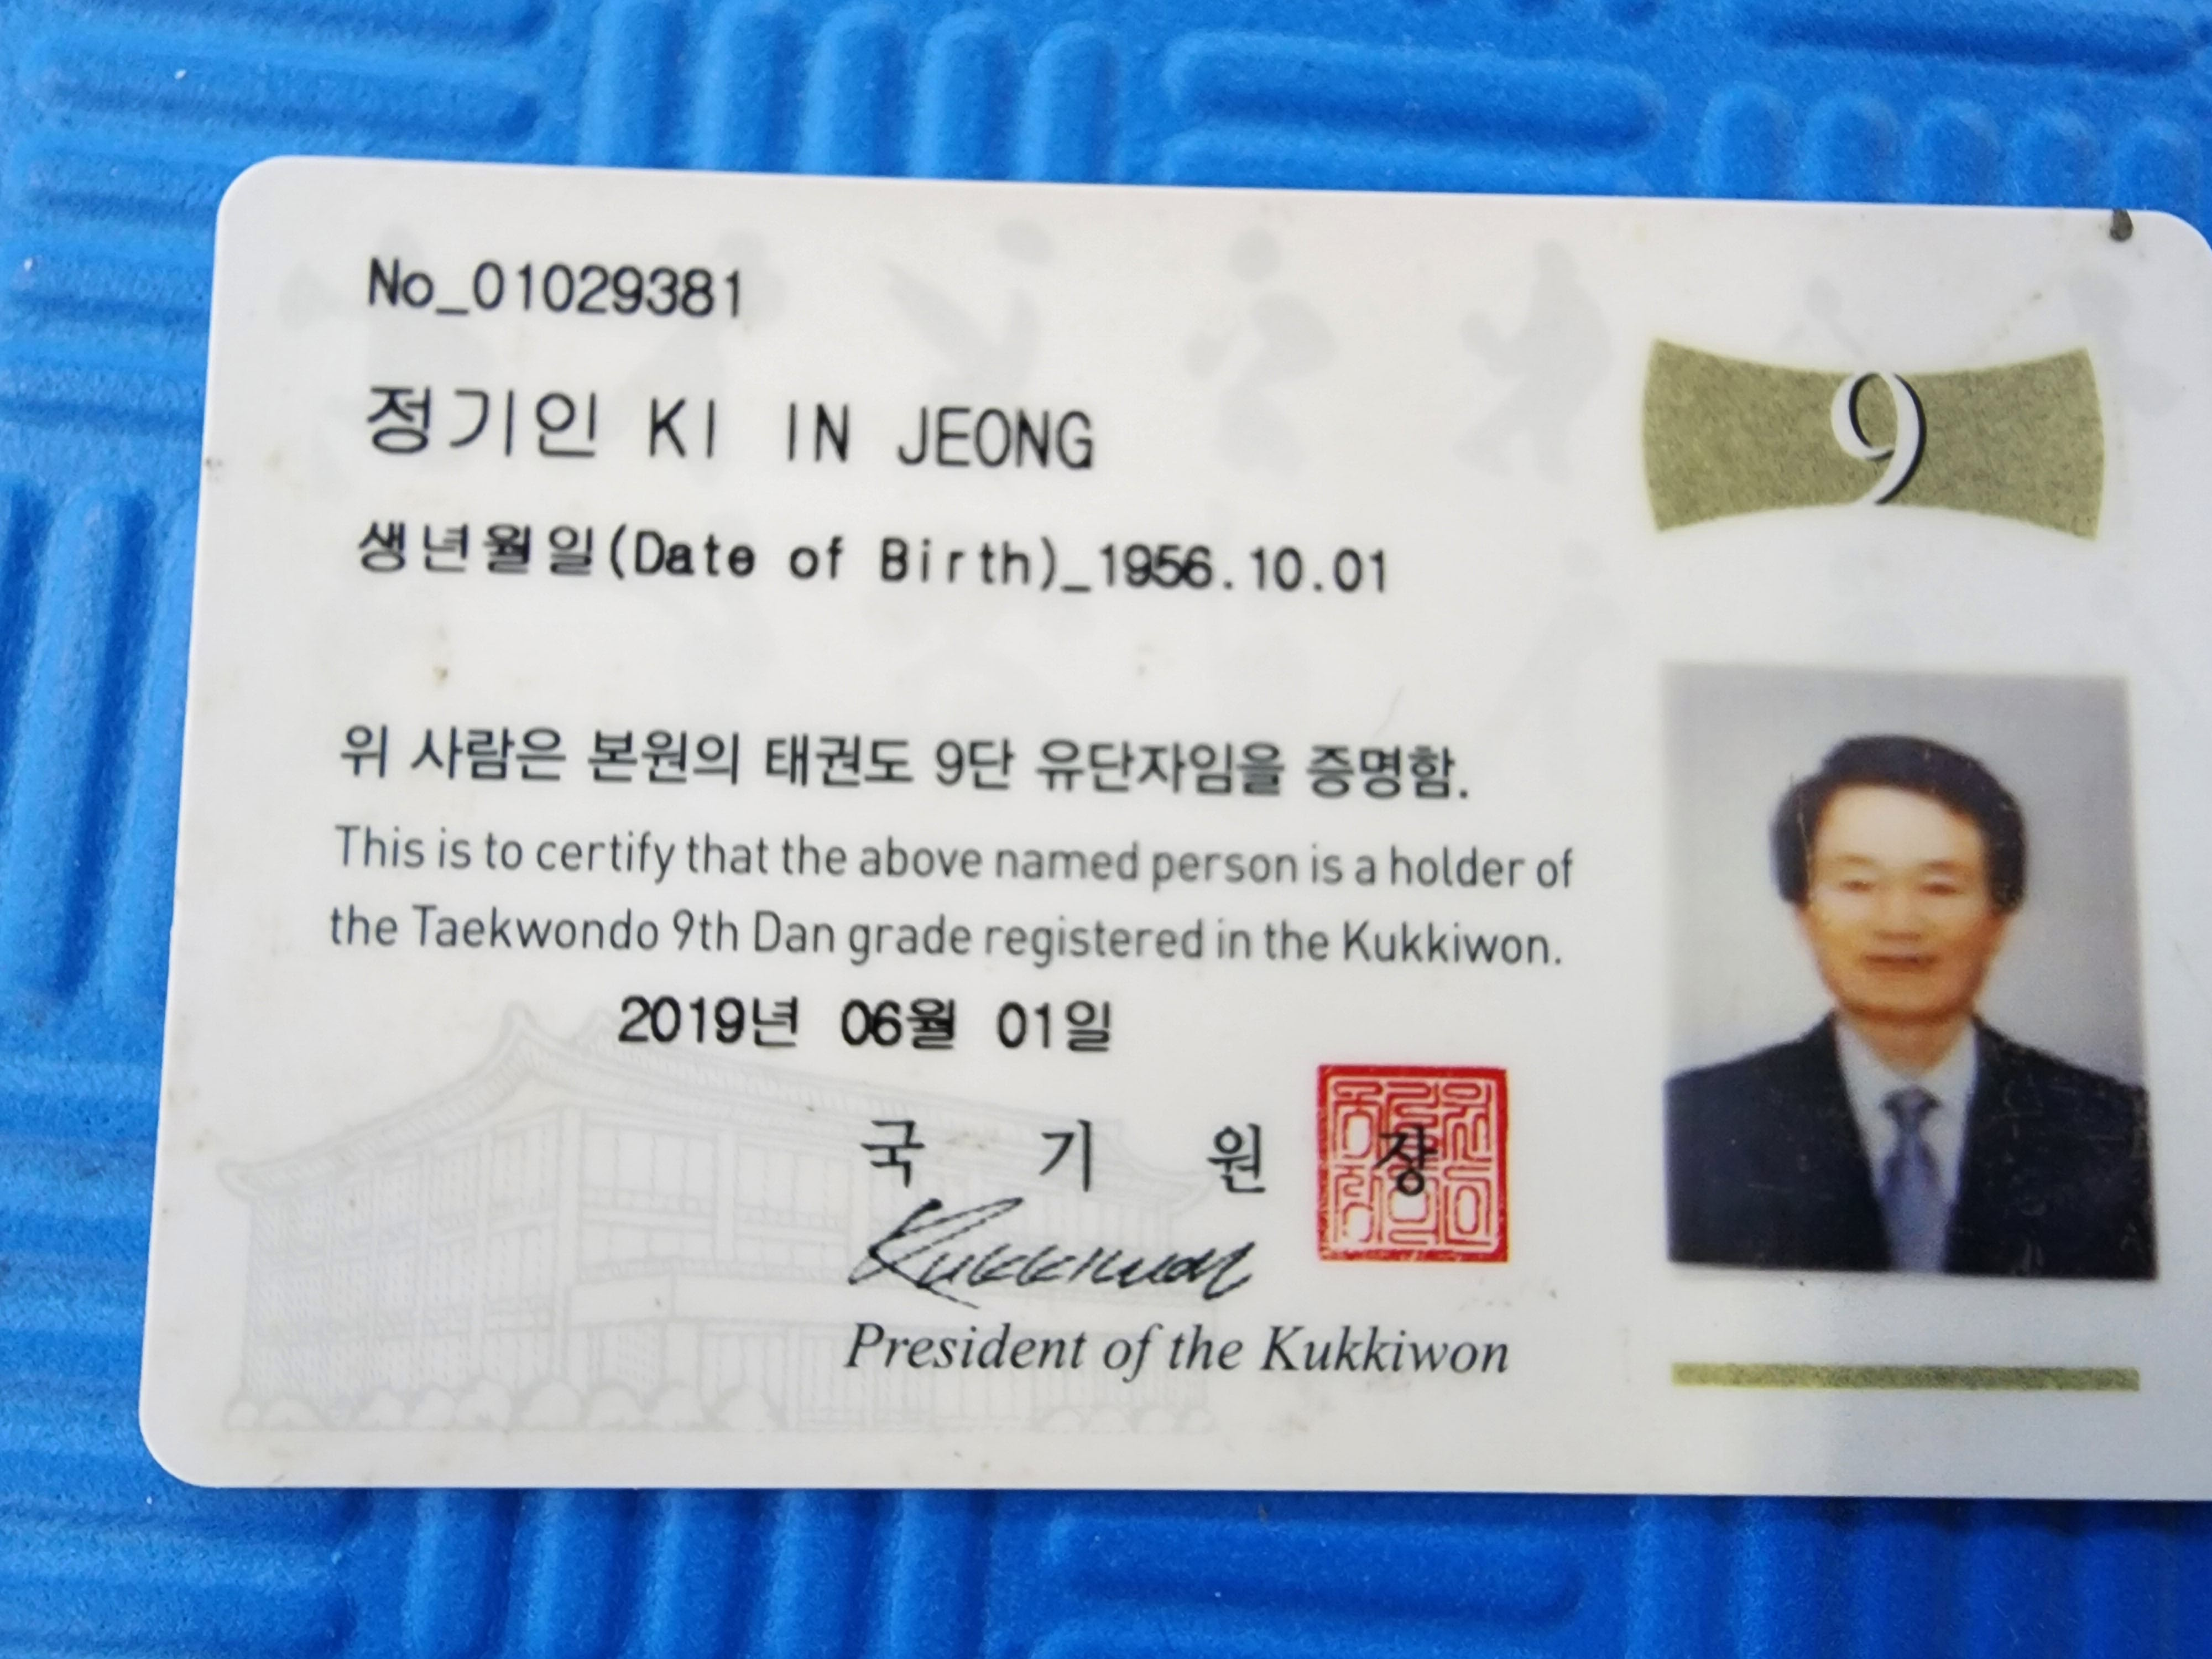 No_01029381
9
정기인 KI IN JEONG
생년월일(Date of Birth)_1956.10.01
위 사람은 본원의 태권도 9단 유단자임을 증명함.
This is to certify that the above named person is a holder of
the Taekwondo 9th Dan grade registered in the Kukkiwon.
2019년 06월 01일
국 기 원 장
Kukkiwon
President of the Kukkiwon